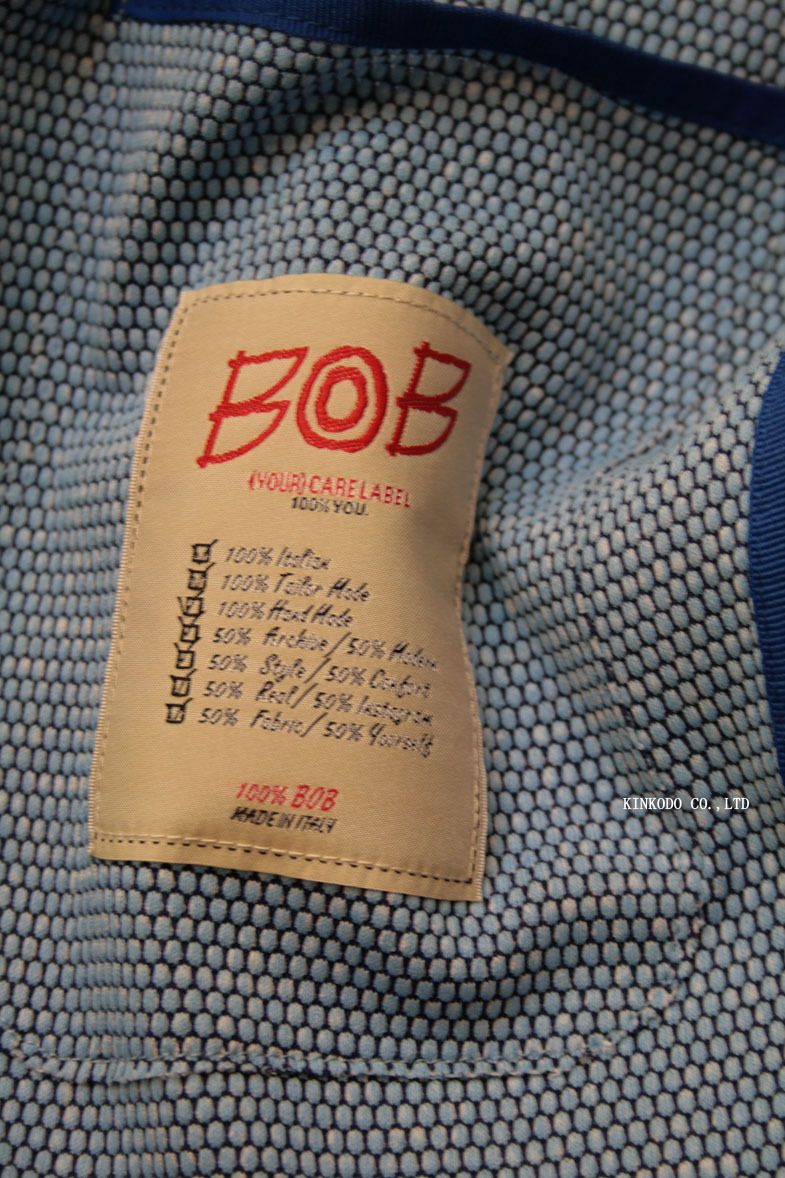 BOB
(YOUR) CARE LABEL
100% YOU.
100% Italian
100% Tailor Made
100% Hand Made
50% Archive / 50% Modern
50% Style / 50% Confort
50% Real / 50% Instagram
50% Fabric / 50% Yourself
100% BOB
MADE IN ITALY
KINKODO CO.,LTD